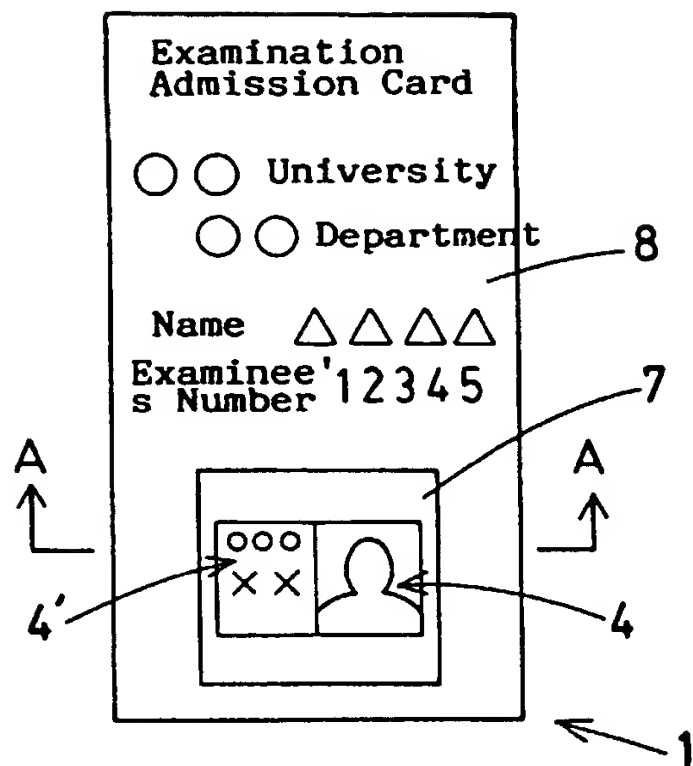 Examination
Admission Card
○○ University
○○ Department
8
Name △△△△
Examinee'
s Number 12345
7
A A
○○○
××
4' 4
1